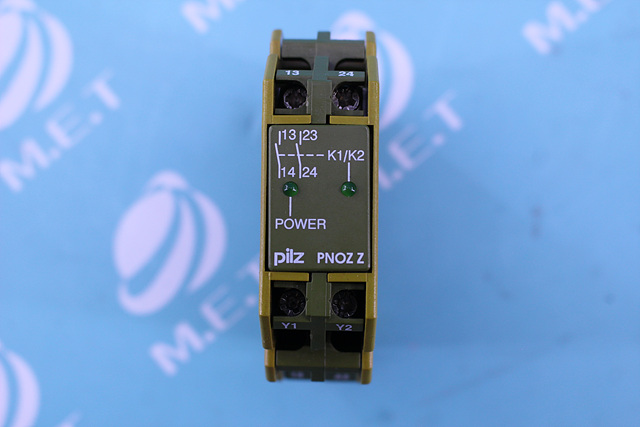 13 24
13 23
K1/K2
14 24
POWER
pilz PNOZ Z
Y1 Y2
M.E.T
M.E.T
M.E.T
M.E.T